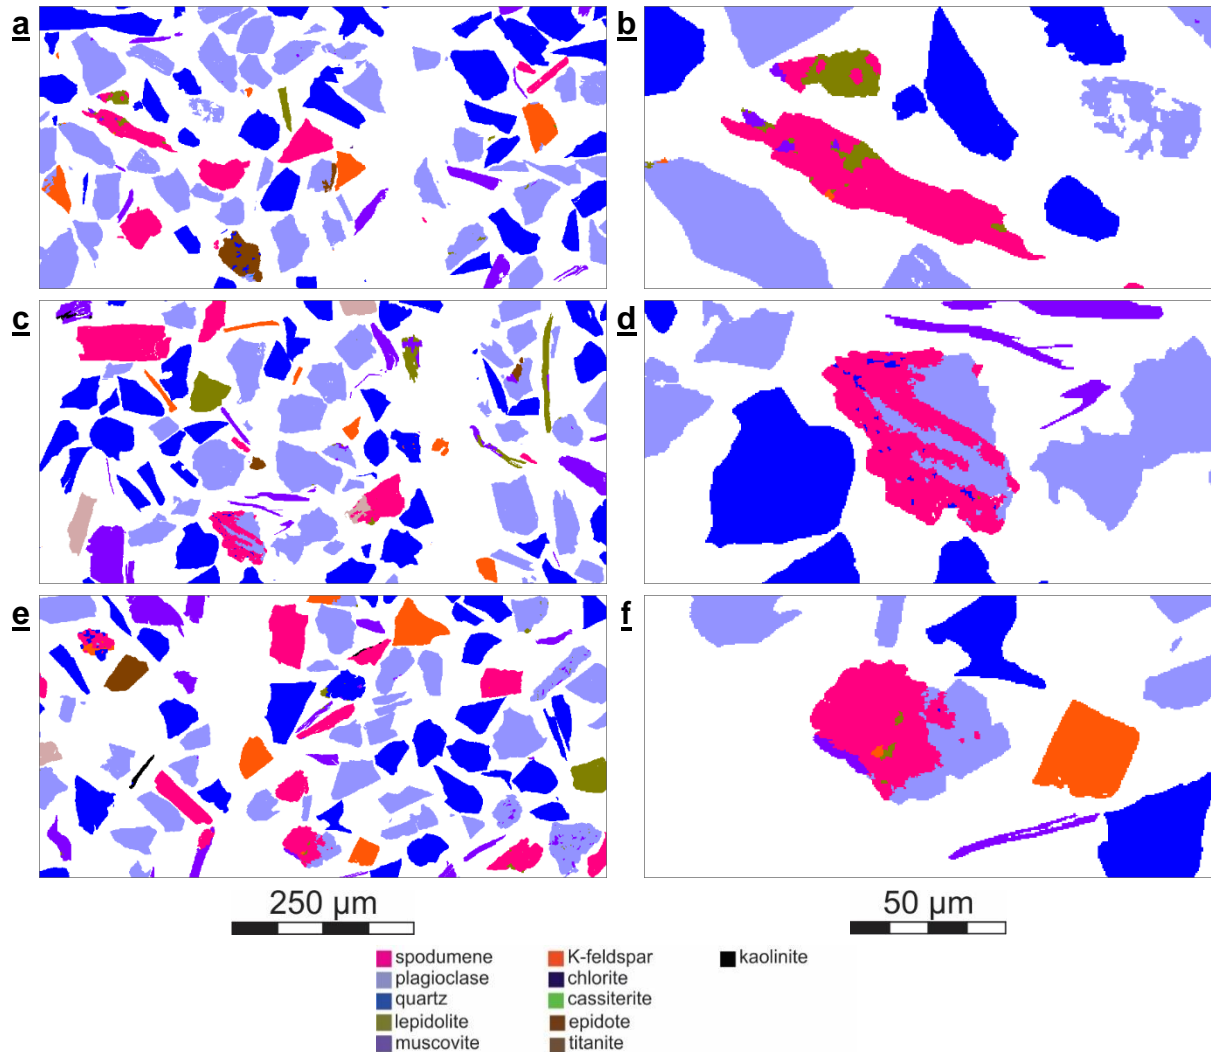 a
b
c
d
e
f
250 µm
50 µm
spodumene
K-feldspar
kaolinite
plagioclase
chlorite
quartz
cassiterite
lepidolite
epidote
muscovite
titanite